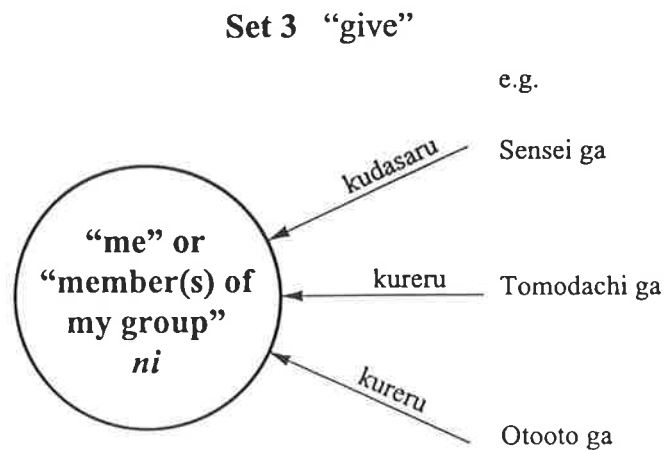 Set 3 “give”
e.g.
kudasaru
Sensei ga
“me” or
“member(s) of
my group”
ni
kureru
Tomodachi ga
kureru
Otooto ga